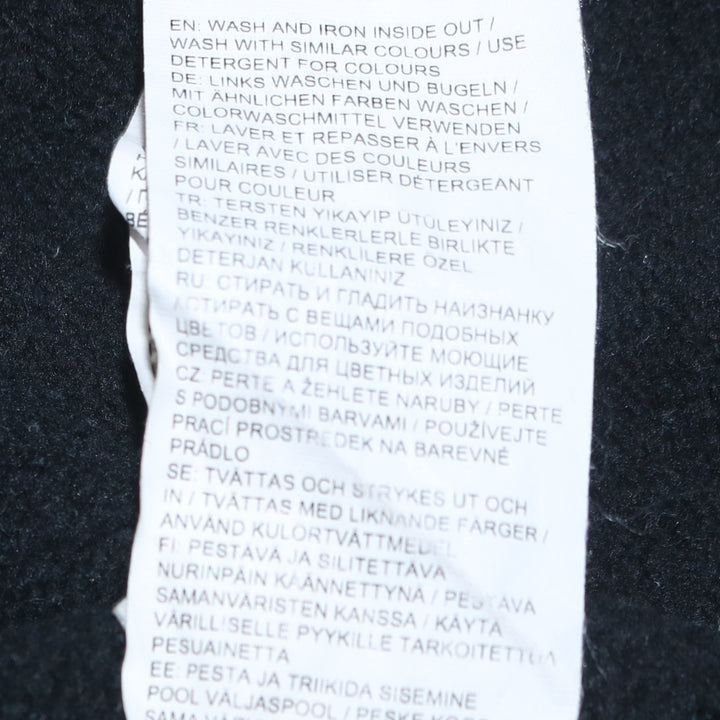 EN: WASH AND IRON INSIDE OUT /
WASH WITH SIMILAR COLOURS / USE
DETERGENT FOR COLOURS
DE: LINKS WASCHEN UND BUGELN /
MIT ÄHNLICHEN FARBEN WASCHEN /
COLORWASCHMITTEL VERWENDEN
FR: LAVER ET REPASSER À L'ENVERS
/ LAVER AVEC DES COULEURS
SIMILAIRES / UTILISER DÉTERGEANT
POUR COULEUR
TR: TERSTEN YIKAYIP ÜTÜLEYINIZ /
BENZER RENKLERLERLE BIRLIKTE
YIKAYINIZ / RENKLILERE ÖZEL
DETERJAN KULLANINIZ
RU: СТИРАТЬ И ГЛАДИТЬ НАИЗНАНКУ
/ СТИРАТЬ С ВЕЩАМИ ПОДОБНЫХ
ЦВЕТОВ / ИСПОЛЬЗУЙТЕ МОЮЩИЕ
СРЕДСТВА ДЛЯ ЦВЕТНЫХ ИЗДЕЛИЙ
CZ: PERTE A ŽEHLETE NARUBY / PERTE
S PODOBNÝMI BARVAMI / POUŽÍVEJTE
PRACÍ PROSTŘEDEK NA BAREVNÉ
PRÁDLO
SE: TVÄTTAS OCH STRYKES UT OCH
IN / TVÄTTAS MED LIKNANDE FÄRGER /
ANVÄND KULÖRTVÄTTMEDEL
FI: PESTÄVÄ JA SILITETTÄVÄ
NURINPÄIN KÄÄNNETTYNÄ / PESTÄVÄ
SAMANVÄRISTEN KANSSA / KÄYTÄ
VÄRILLISELLE PYYKILLE TARKOITETTUA
PESUAINETTA
EE: PESTA JA TRIIKIDA SISEMINE
POOL VÄLJASPOOL / PESKE